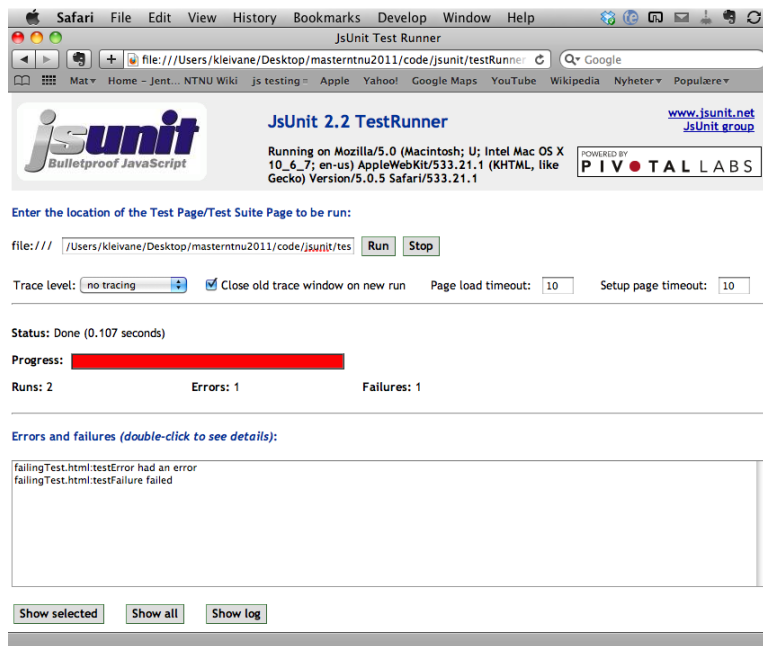 Safari File Edit View History Bookmarks Develop Window Help
JsUnit Test Runner
file:///Users/kleivane/Desktop/masterntnu2011/code/jsunit/testRunner
Google
Mat Home – Jent... NTNU Wiki js testing Apple Yahoo! Google Maps YouTube Wikipedia Nyheter Populære
jsunit
Bulletproof JavaScript
JsUnit 2.2 TestRunner
www.jsunit.net
JsUnit group
Running on Mozilla/5.0 (Macintosh; U; Intel Mac OS X
10_6_7; en-us) AppleWebKit/533.21.1 (KHTML, like
Gecko) Version/5.0.5 Safari/533.21.1
POWERED BY
PIVOTAL LABS
Enter the location of the Test Page/Test Suite Page to be run:
file:/// /Users/kleivane/Desktop/masterntnu2011/code/jsunit/tes Run Stop
Trace level: no tracing Close old trace window on new run Page load timeout: 10 Setup page timeout: 10
Status: Done (0.107 seconds)
Progress:
Runs: 2 Errors: 1 Failures: 1
Errors and failures (double-click to see details):
failingTest.html:testError had an error
failingTest.html:testFailure failed
Show selected Show all Show log